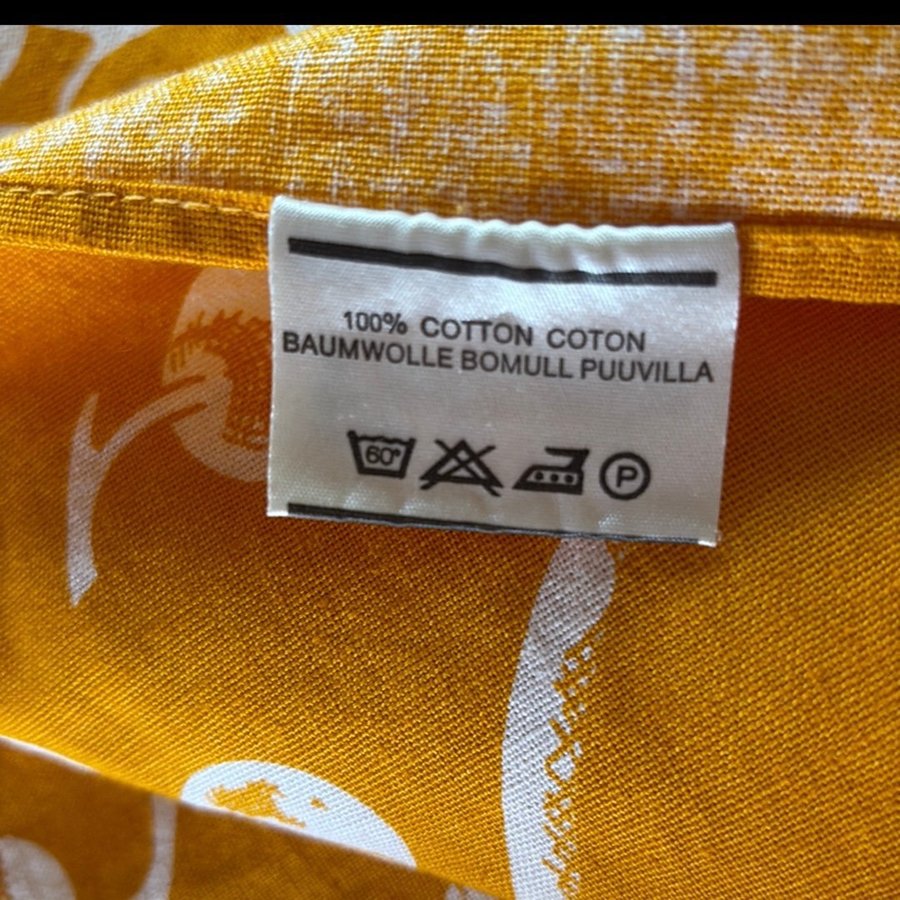 100% COTTON COTON
BAUMWOLLE BOMULL PUUVILLA
60°
P